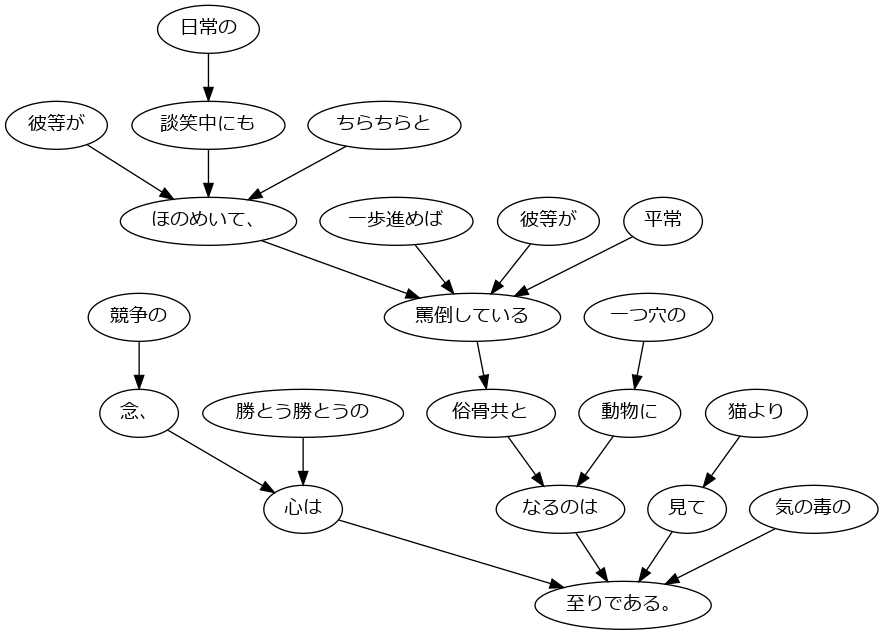 日常の
彼等が
談笑中にも
ちらちらと
ほのめいて、
一歩進めば
彼等が
平常
競争の
罵倒している
一つ穴の
念、
勝とう勝とうの
俗骨共と
動物に
猫より
心は
なるのは
見て
気の毒の
至りである。